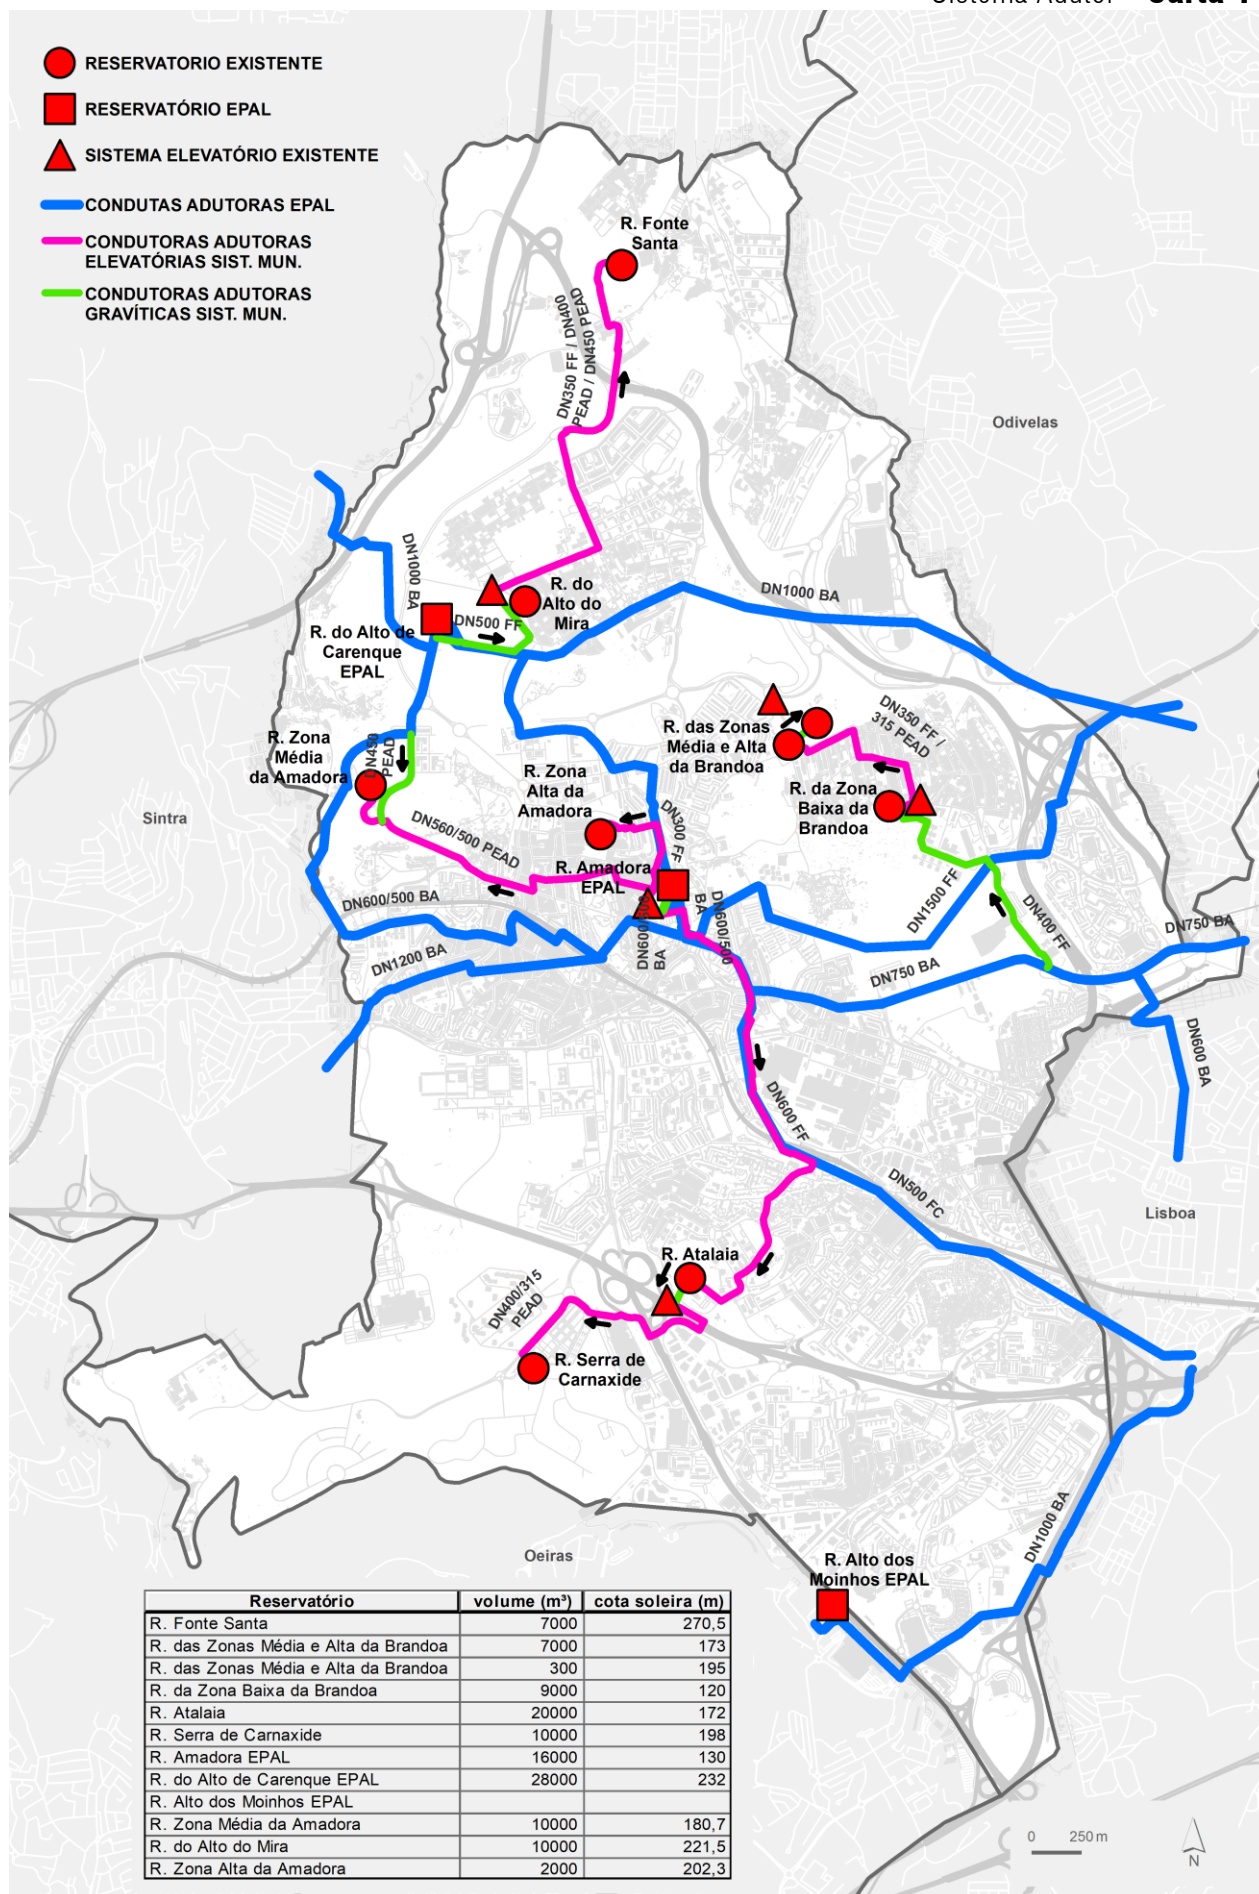 RESERVATORIO EXISTENTE
RESERVATÓRIO EPAL
SISTEMA ELEVATÓRIO EXISTENTE
CONDUTAS ADUTORAS EPAL
CONDUTORAS ADUTORAS
ELEVATÓRIAS SIST. MUN.
CONDUTORAS ADUTORAS
GRAVÍTICAS SIST. MUN.
R. Fonte
Santa
DN350 FF / DN400
PEAD / DN450 PEAD
Odivelas
DN1000 BA
R. do
Alto do
Mira
DN1000 BA
DN500 FF
R. do Alto de
Carenque
EPAL
R. das Zonas
Média e Alta
da Brandoa
DN350 FF /
315 PEAD
R. Zona
Média
da Amadora
DN450
PEAD
R. Zona
Alta da
Amadora
R. da Zona
Baixa da
Brandoa
Sintra
DN560/500 PEAD
DN300 FF
R. Amadora
EPAL
DN600/500 BA
DN600/500
BA
DN1500 FF
DN400 FF
DN750 BA
DN1200 BA
BA
DN750 BA
DN600 BA
DN600 FF
DN500 FC
Lisboa
R. Atalaia
DN400/315
PEAD
R. Serra de
Carnaxide
DN1000 BA
Oeiras
R. Alto dos
Moinhos EPAL
Reservatório volume (m³) cota soleira (m)
R. Fonte Santa 7000 270,5
R. das Zonas Média e Alta da Brandoa 7000 173
R. das Zonas Média e Alta da Brandoa 300 195
R. da Zona Baixa da Brandoa 9000 120
R. Atalaia 20000 172
R. Serra de Carnaxide 10000 198
R. Amadora EPAL 16000 130
R. do Alto de Carenque EPAL 28000 232
R. Alto dos Moinhos EPAL
R. Zona Média da Amadora 10000 180,7
R. do Alto do Mira 10000 221,5
R. Zona Alta da Amadora 2000 202,3
0 250 m
N